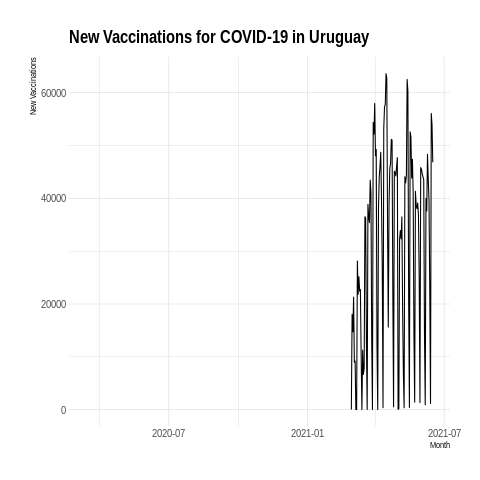 New Vaccinations for COVID-19 in Uruguay
New Vaccinations
60000
40000
20000
0
2020-07
2021-01
2021-07
Month